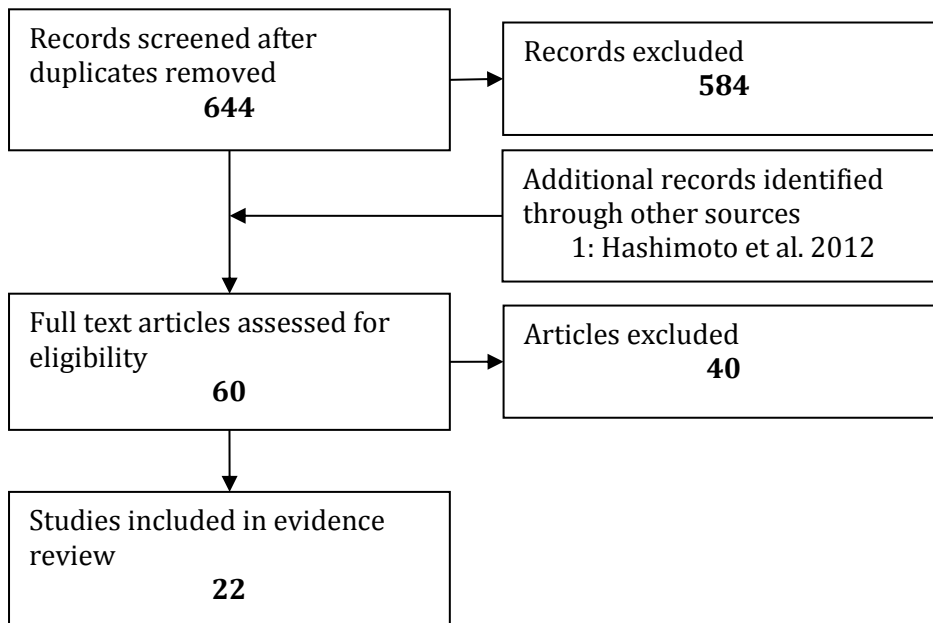 Records screened after
duplicates removed
644
Records excluded
584
Additional records identified
through other sources
1: Hashimoto et al. 2012
Full text articles assessed for
eligibility
60
Articles excluded
40
Studies included in evidence
review
22